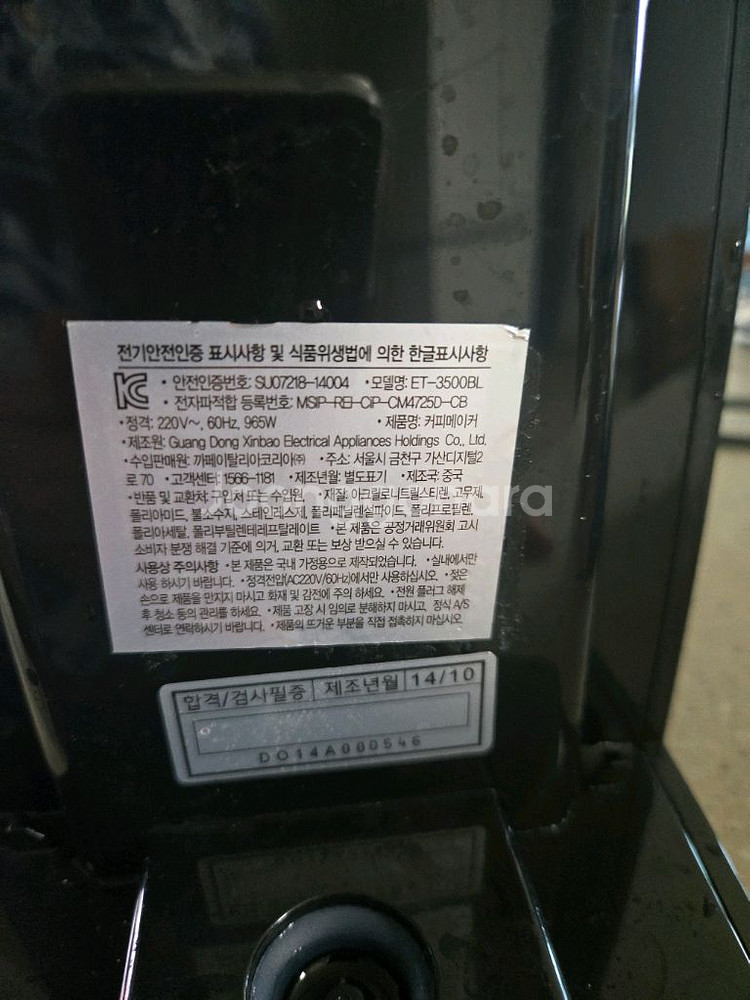 전기안전인증 표시사항 및 식품위생법에 의한 한글표시사항
• 안전인증번호: SU07218-14004 • 모델명: ET-3500BL
• 전자파적합 등록번호: MSIP-REI-CIP-CM4725D-CB
• 정격: 220V~, 60Hz, 965W • 제품명: 커피메이커
• 제조원: Guang Dong Xinbao Electrical Appliances Holdings Co., Ltd.
• 수입판매원: 까페이탈리아코리아㈜ • 주소: 서울시 금천구 가산디지털2
로 70 • 고객센터: 1566-1181 • 제조년월: 별도표기 • 제조국: 중국
• 반품 및 교환처: 구입처 또는 수입원, • 재질: 아크릴로니트릴스티렌, 고무제,
폴리아미드, 불소수지, 스테인레스제, 폴리페닐렌설파이드, 폴리프로필렌,
폴리아세탈, 폴리부틸렌테레프탈레이트 • 본 제품은 공정거래위원회 고시
소비자 분쟁 해결 기준에 의거, 교환 또는 보상 받으실 수 있습니다.
사용상 주의사항 • 본 제품은 국내 가정용으로 제작되었습니다. • 실내에서만
사용 하시기 바랍니다. • 정격전압(AC220V/60Hz)에서만 사용하십시오. • 젖은
손으로 제품을 만지지 마시고 화재 및 감전에 주의 하세요. • 전원 플러그 해제
후 청소 등의 관리를 하세요. • 제품 고장 시 임의로 분해하지 마시고, 정식 A/S
센터로 연락하시기 바랍니다. • 제품의 뜨거운 부분을 직접 접촉하지 마십시오.
합격/검사필증 제조년월 14/10
DO14A000546